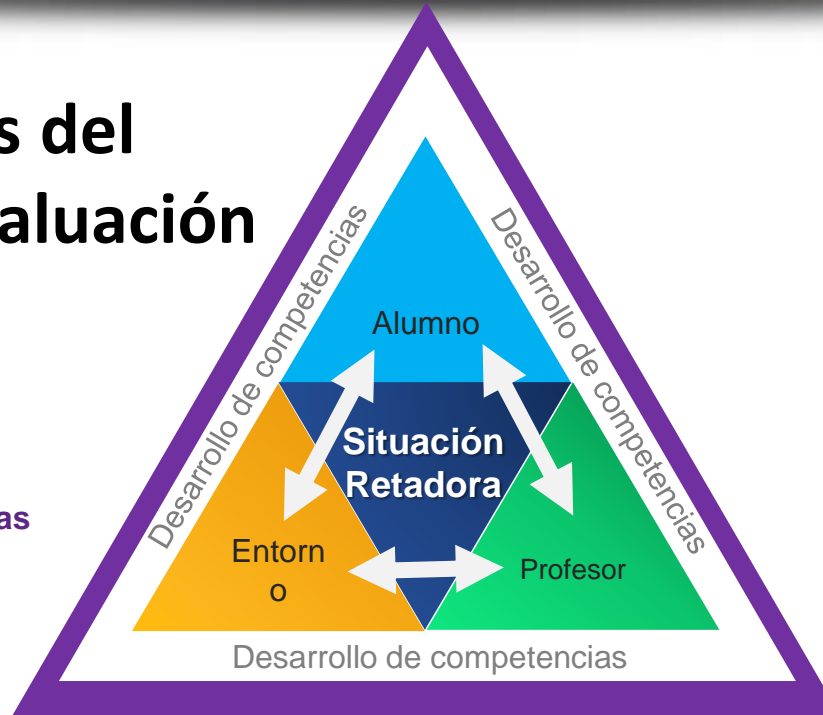 s del
aluación
Desarrollo de competencias
Desarrollo de competencias
Alumno
Situación
Retadora
as
Entorn
o
Profesor
Desarrollo de competencias